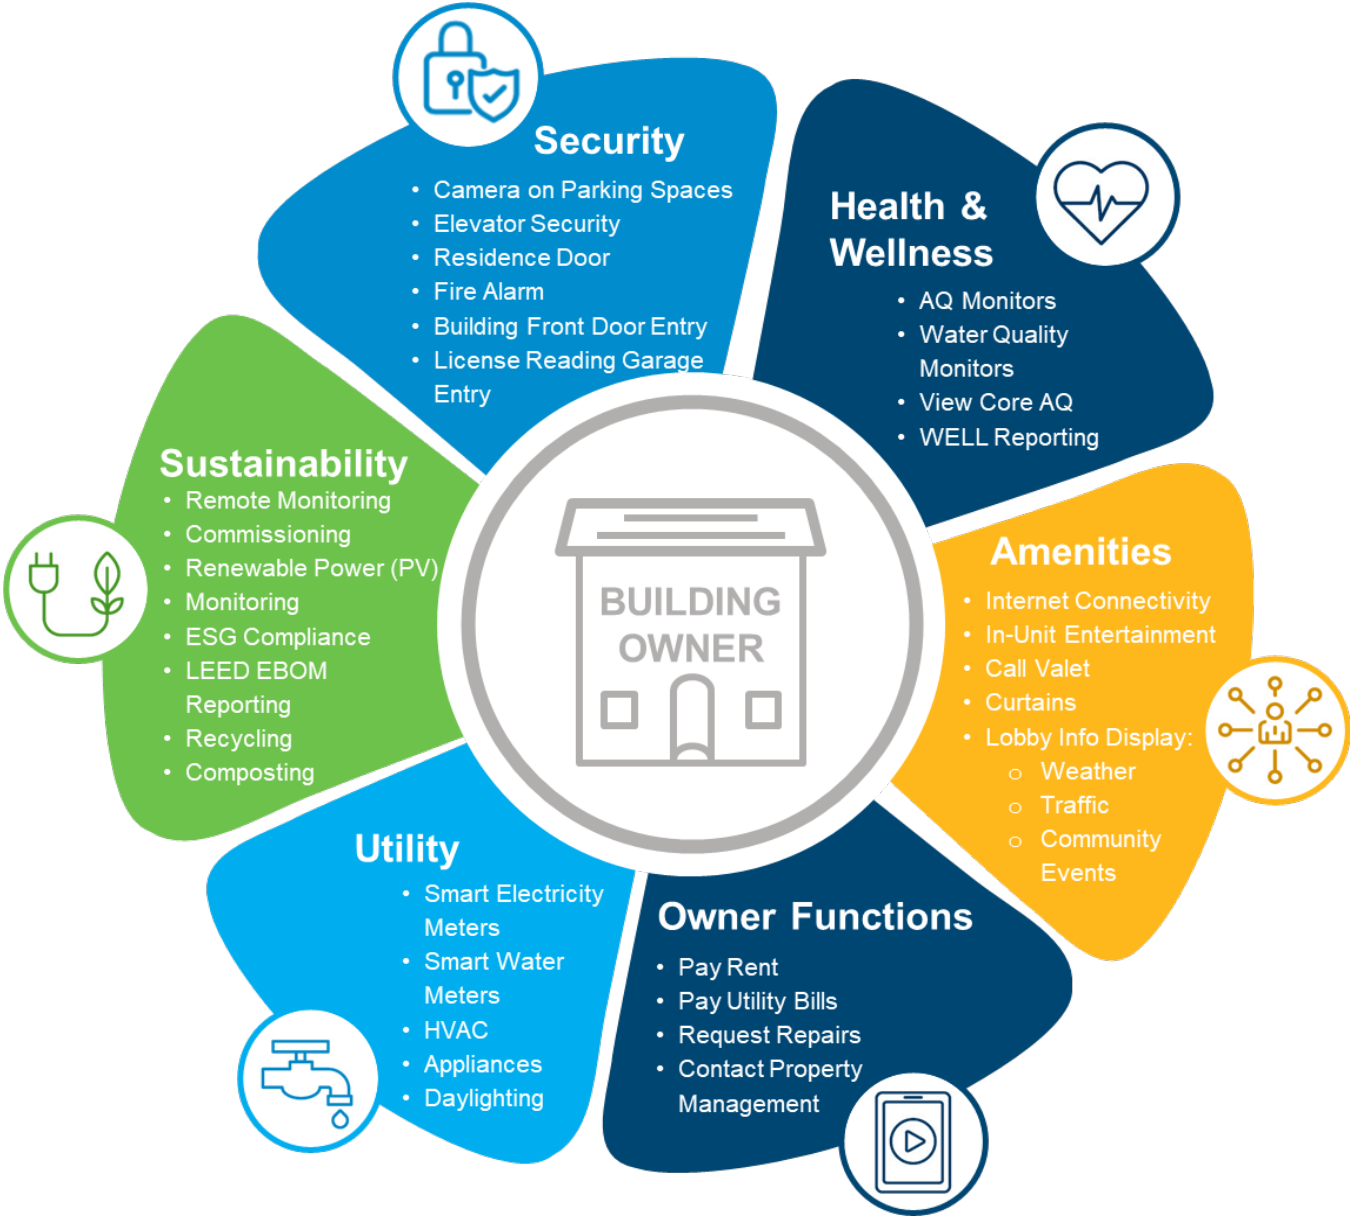 Security
• Camera on Parking Spaces
• Elevator Security
• Residence Door
• Fire Alarm
• Building Front Door Entry
• License Reading Garage
Entry
Health &
Wellness
• AQ Monitors
• Water Quality
Monitors
• View Core AQ
• WELL Reporting
Amenities
• Internet Connectivity
• In-Unit Entertainment
• Call Valet
• Curtains
• Lobby Info Display:
o Weather
o Traffic
o Community
Events
Owner Functions
• Pay Rent
• Pay Utility Bills
• Request Repairs
• Contact Property
Management
Utility
• Smart Electricity
Meters
• Smart Water
Meters
• HVAC
• Appliances
• Daylighting
Sustainability
• Remote Monitoring
• Commissioning
• Renewable Power (PV)
• Monitoring
• ESG Compliance
• LEED EBOM
Reporting
• Recycling
• Composting
BUILDING
OWNER